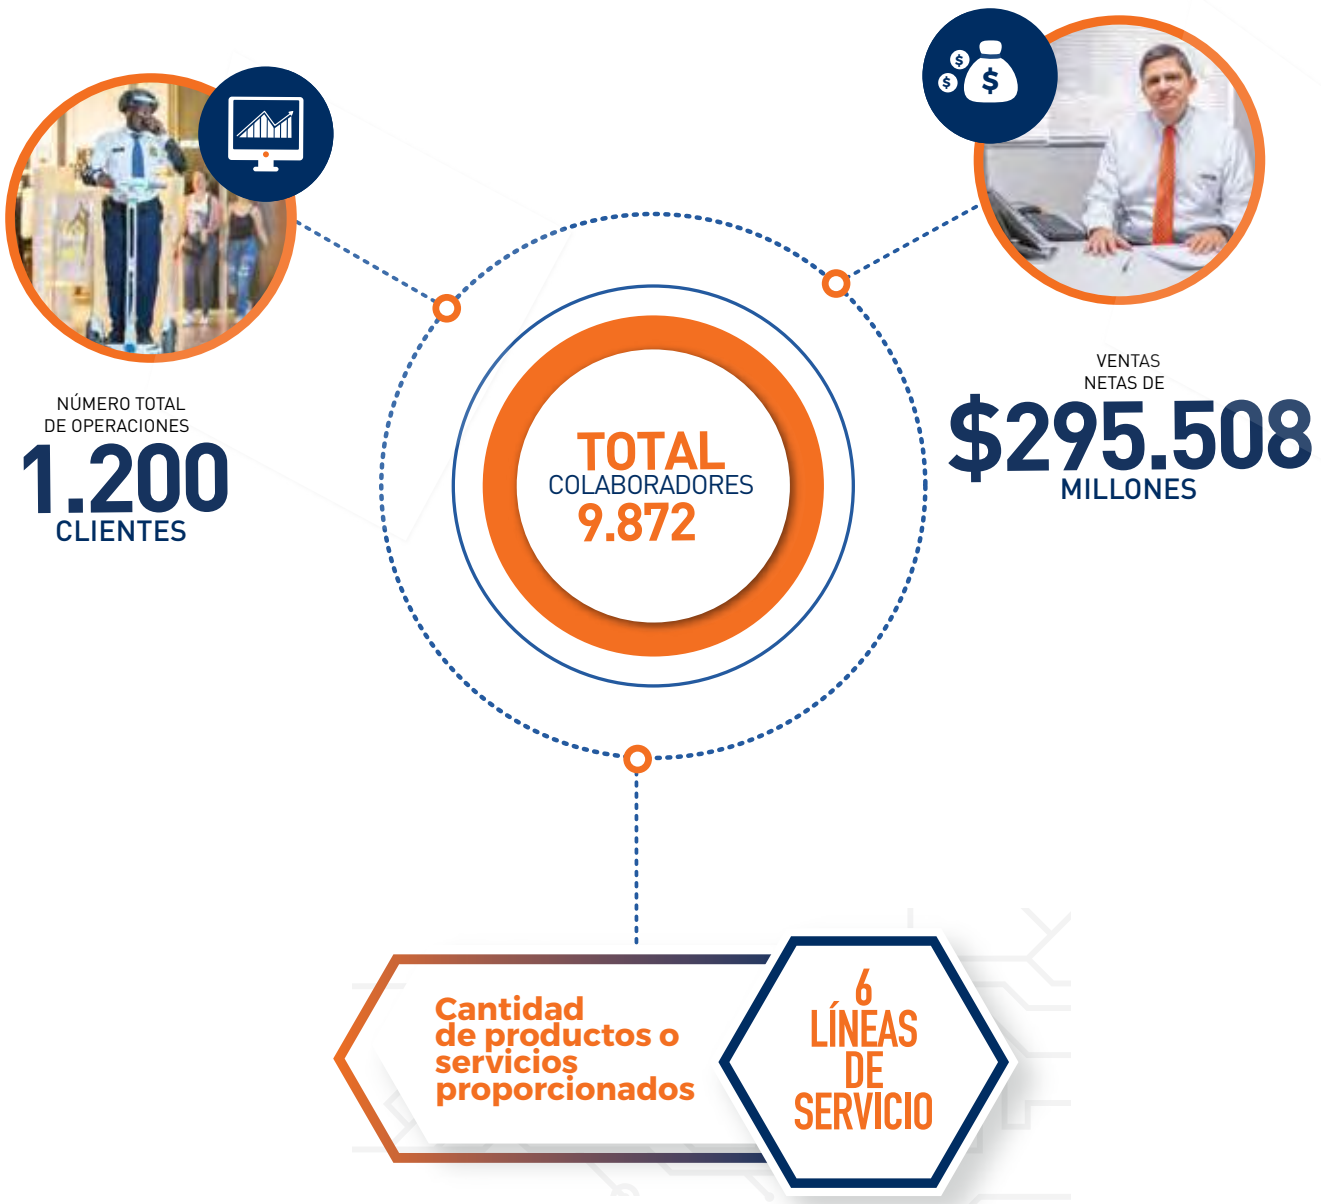 NÚMERO TOTAL
DE OPERACIONES
1.200
CLIENTES
VENTAS
NETAS DE
$295.508
MILLONES
TOTAL
COLABORADORES
9.872
Cantidad
de productos o
servicios
proporcionados
6
LÍNEAS
DE
SERVICIO